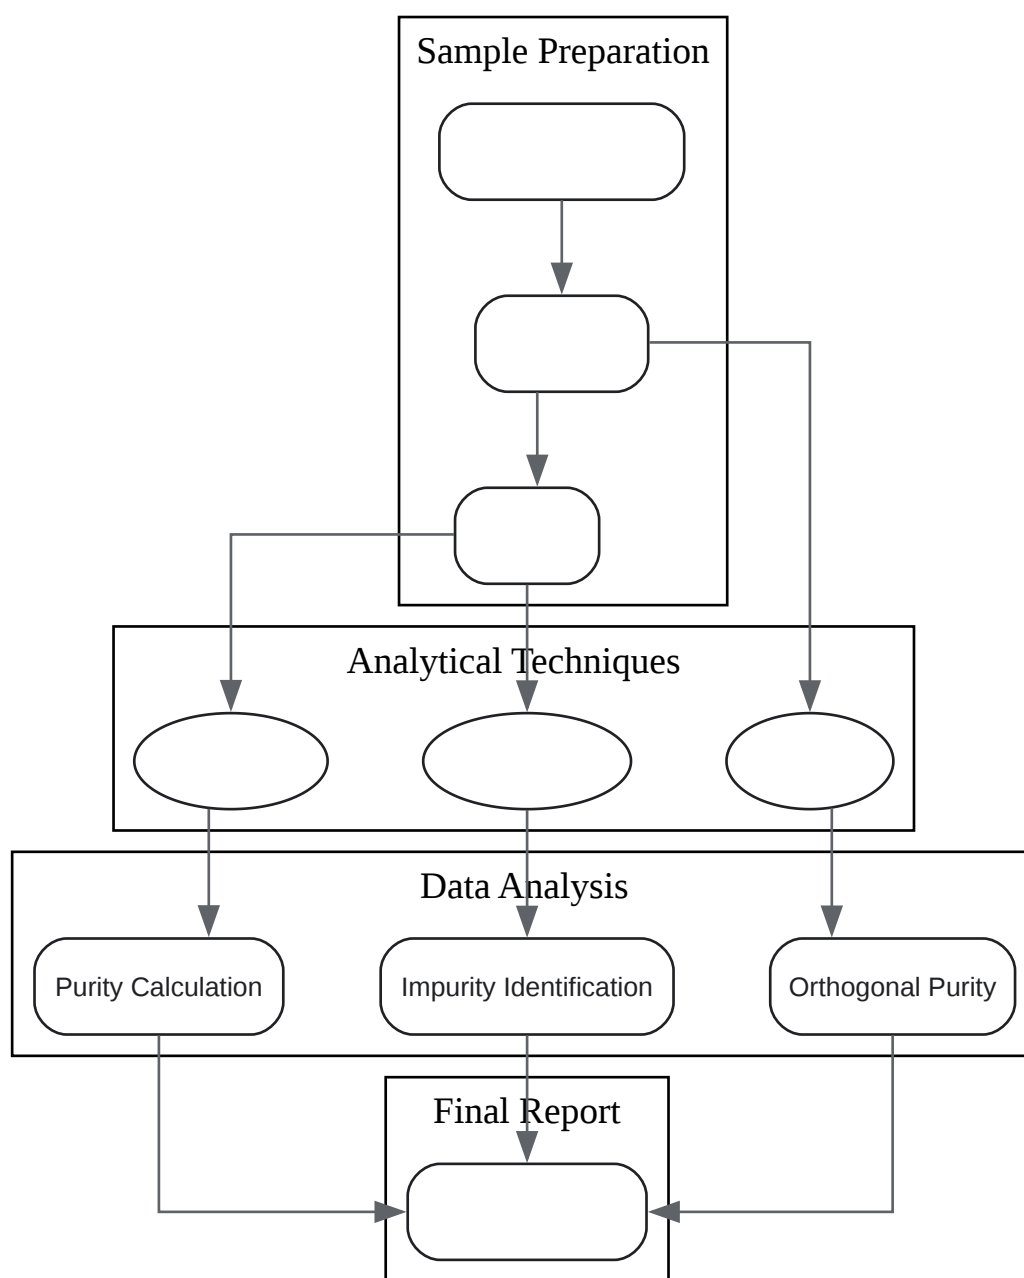 Sample Preparation
Analytical Techniques
Data Analysis
Purity Calculation
Impurity Identification
Orthogonal Purity
Final Report